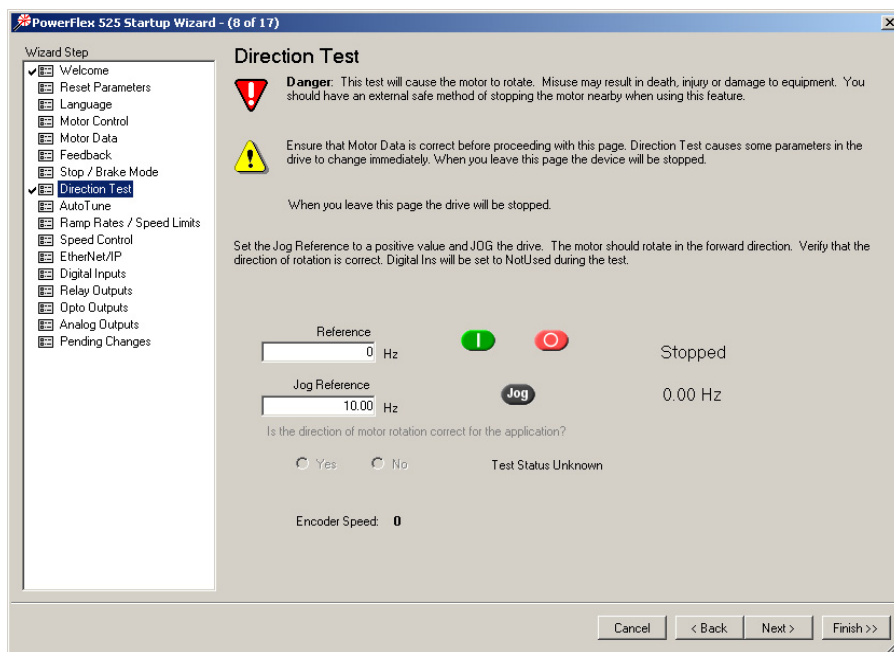 PowerFlex 525 Startup Wizard - (8 of 17)
Wizard Step
Welcome
Reset Parameters
Language
Motor Control
Motor Data
Feedback
Stop / Brake Mode
Direction Test
AutoTune
Ramp Rates / Speed Limits
Speed Control
EtherNet/IP
Digital Inputs
Relay Outputs
Opto Outputs
Analog Outputs
Pending Changes
Direction Test
Danger: This test will cause the motor to rotate. Misuse may result in death, injury or damage to equipment. You
should have an external safe method of stopping the motor nearby when using this feature.
Ensure that Motor Data is correct before proceeding with this page. Direction Test causes some parameters in the
drive to change immediately. When you leave this page the device will be stopped.
When you leave this page the drive will be stopped.
Set the Jog Reference to a positive value and JOG the drive. The motor should rotate in the forward direction. Verify that the
direction of rotation is correct. Digital Ins will be set to NotUsed during the test.
Reference
0 Hz
Stopped
Jog Reference
10.00 Hz
Jog
0.00 Hz
Is the direction of motor rotation correct for the application?
Yes No Test Status Unknown
Encoder Speed: 0
Cancel < Back Next > Finish >>